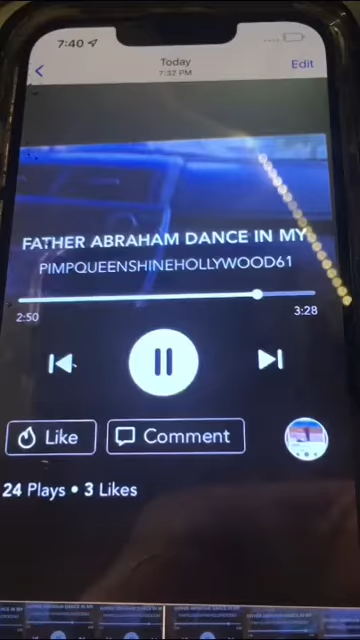 7:40
Today
7:32 PM
Edit
FATHER ABRAHAM DANCE IN MY
PIMPQUEENSHINEHOLLYWOOD61
2:50
3:28
Like
Comment
24 Plays • 3 Likes